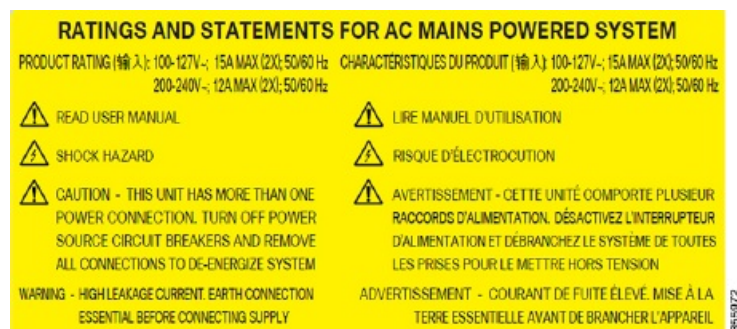 RATINGS AND STATEMENTS FOR AC MAINS POWERED SYSTEM
PRODUCT RATING (输入): 100-127V~; 15A MAX (2X); 50/60 Hz
200-240V~; 12A MAX (2X); 50/60 Hz
READ USER MANUAL
SHOCK HAZARD
CAUTION - THIS UNIT HAS MORE THAN ONE
POWER CONNECTION. TURN OFF POWER
SOURCE CIRCUIT BREAKERS AND REMOVE
ALL CONNECTIONS TO DE-ENERGIZE SYSTEM
WARNING - HIGH LEAKAGE CURRENT. EARTH CONNECTION
ESSENTIAL BEFORE CONNECTING SUPPLY
CHARACTÉRISTIQUES DU PRODUIT (输入): 100-127V~; 15A MAX (2X); 50/60 Hz
200-240V~; 12A MAX (2X); 50/60 Hz
LIRE MANUEL D'UTILISATION
RISQUE D'ÉLECTROCUTION
AVERTISSEMENT - CETTE UNITÉ COMPORTE PLUSIEUR
RACCORDS D'ALIMENTATION. DÉSACTIVEZ L'INTERRUPTEUR
D'ALIMENTATION ET DÉBRANCHEZ LE SYSTÈME DE TOUTES
LES PRISES POUR LE METTRE HORS TENSION
ADVERTISSEMENT - COURANT DE FUITE ÉLEVÉ. MISE À LA
TERRE ESSENTIELLE AVANT DE BRANCHER L'APPAREIL